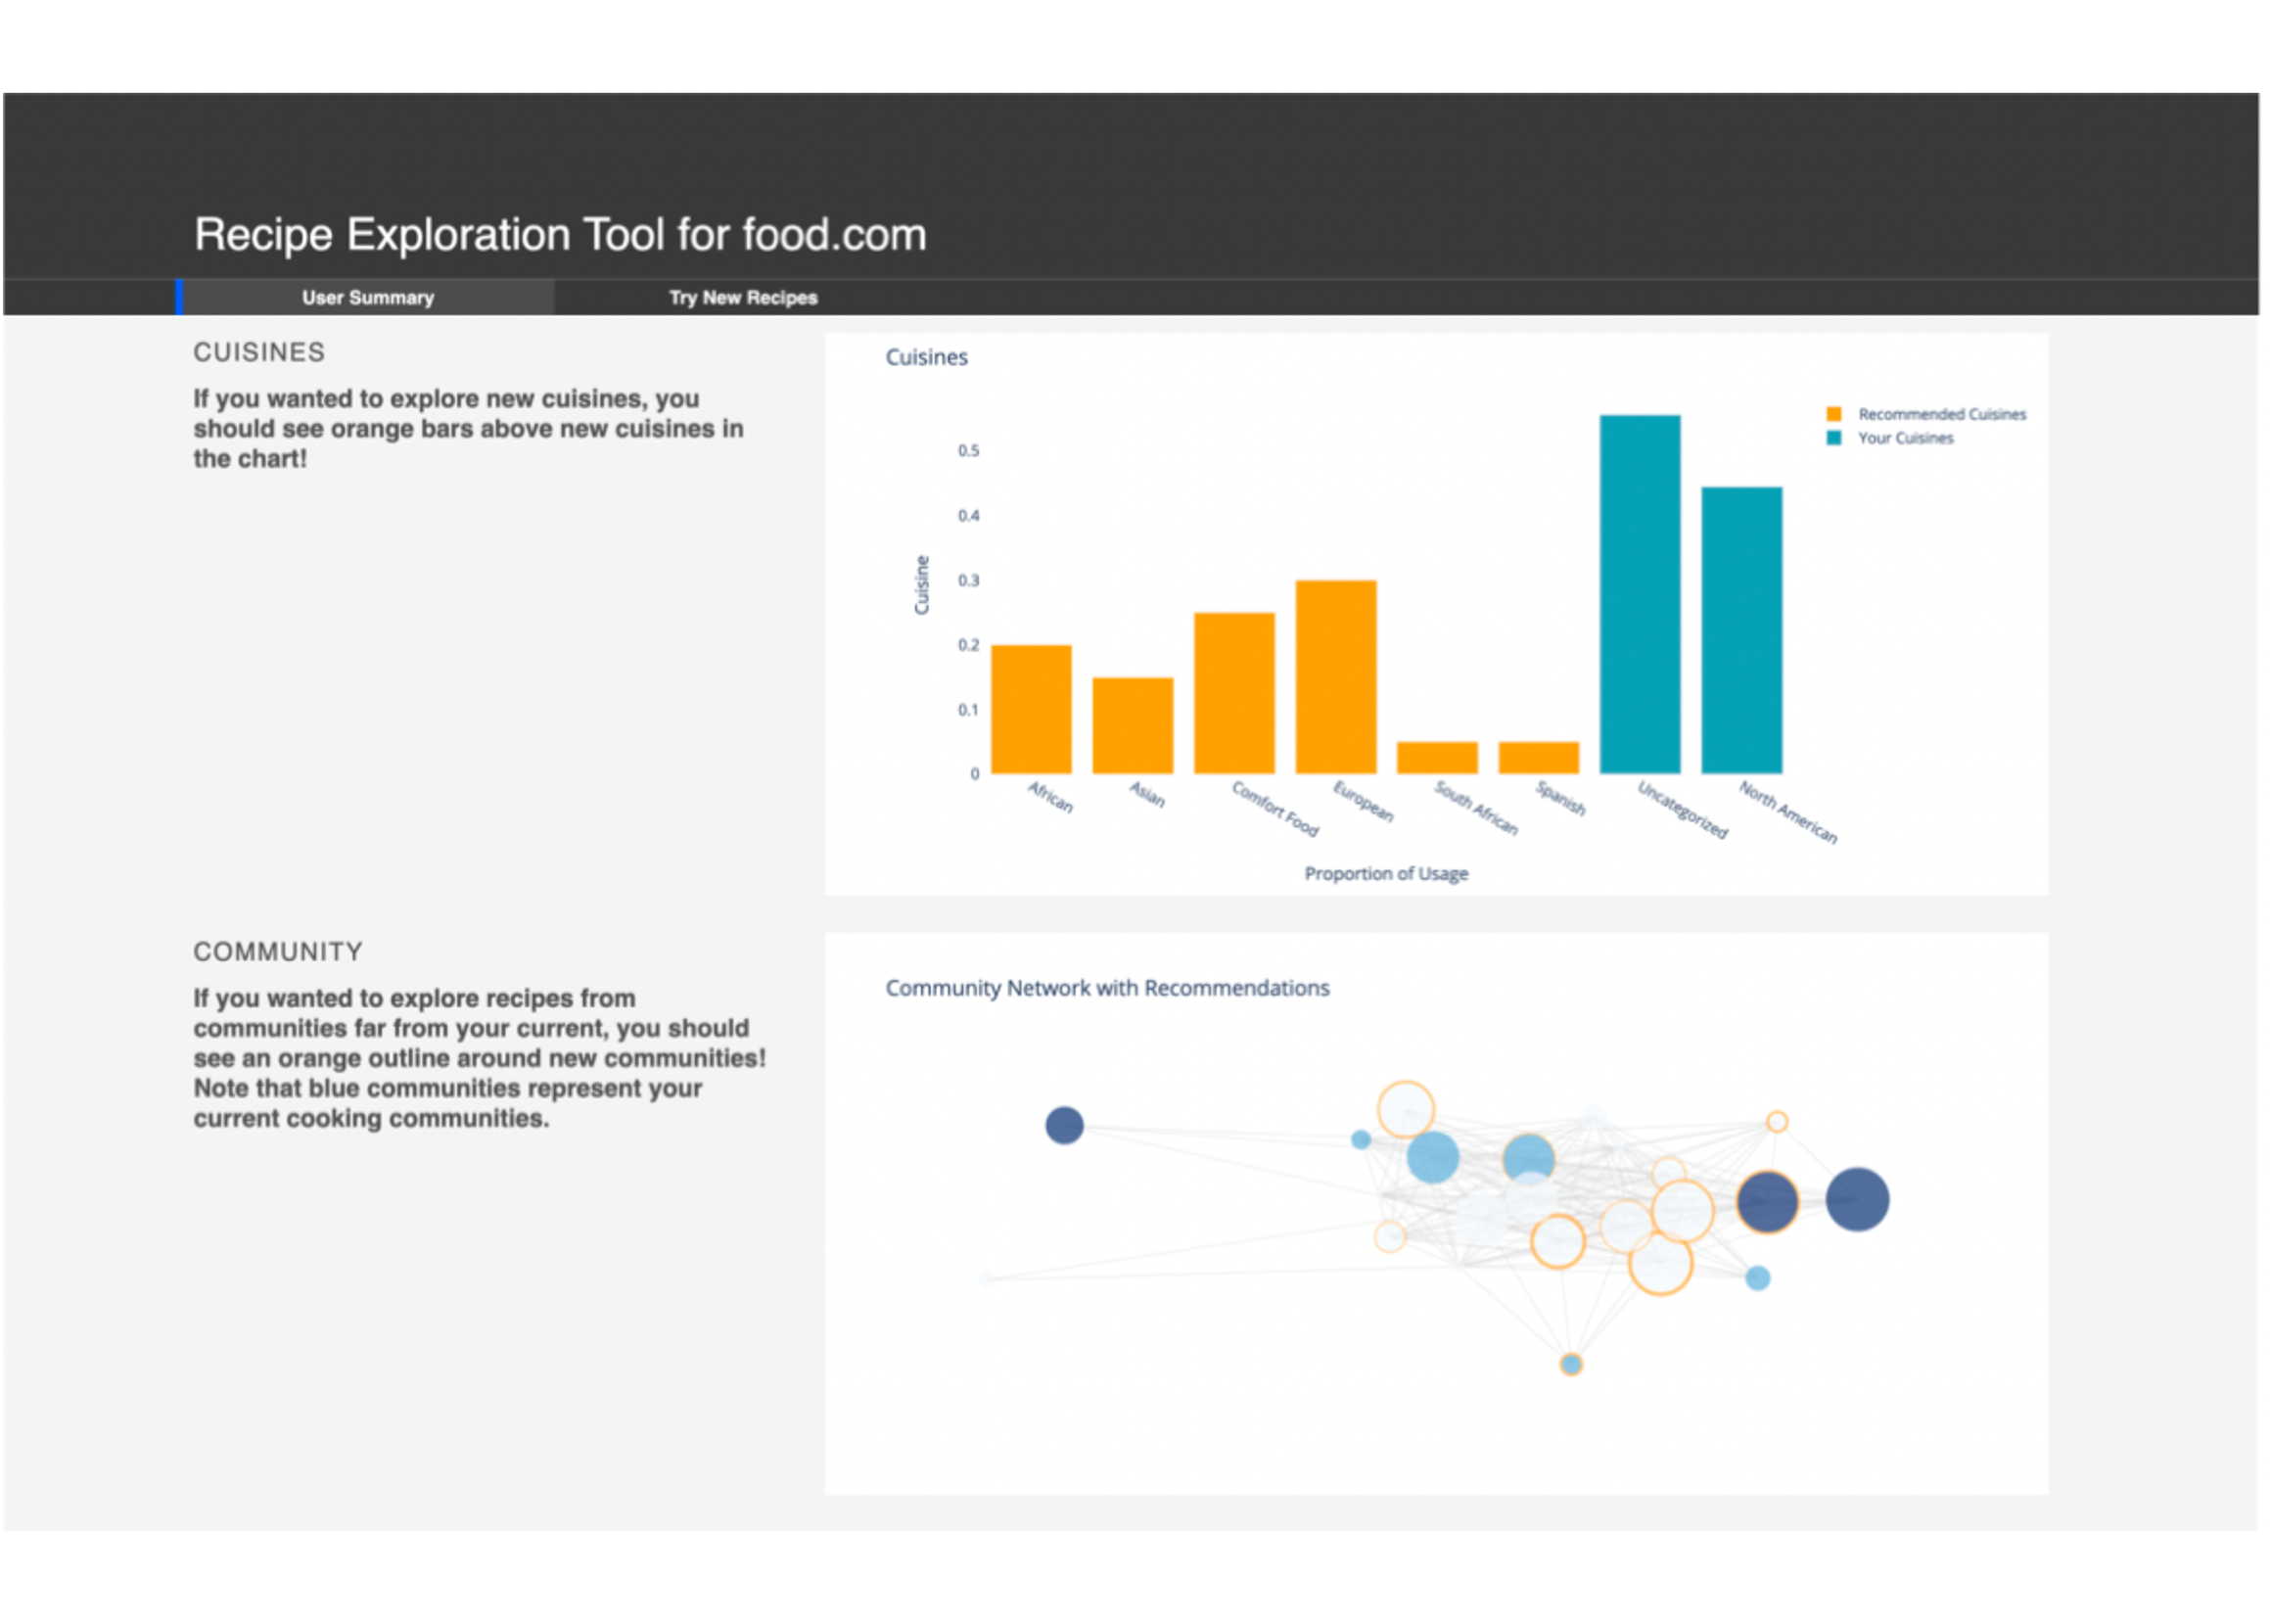 Recipe Exploration Tool for food.com
User Summary
Try New Recipes
CUISINES
If you wanted to explore new cuisines, you
should see orange bars above new cuisines in
the chart!
Cuisines
Recommended Cuisines
Your Cuisines
Cuisine
0.5
0.4
0.3
0.2
0.1
0
African
Asian
Comfort Food
European
South African
Spanish
Uncategorized
North American
Proportion of Usage
COMMUNITY
If you wanted to explore recipes from
communities far from your current, you should
see an orange outline around new communities!
Note that blue communities represent your
current cooking communities.
Community Network with Recommendations